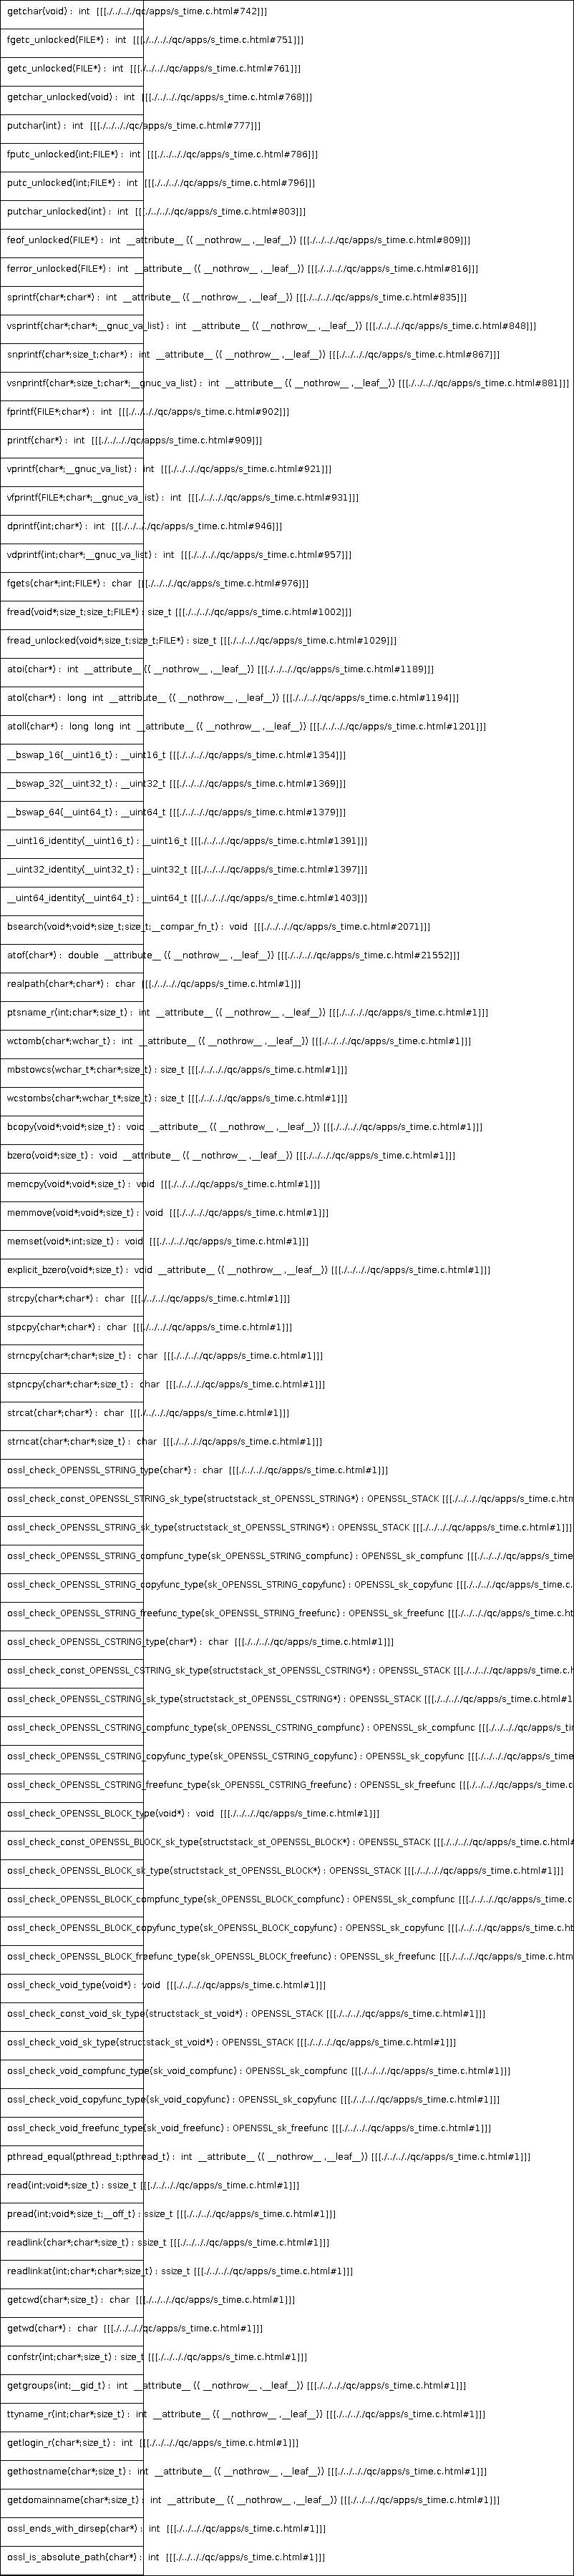 getchar(void) : int [[[./../../../qc/apps/s_time.c.html#742]]]
fgetc_unlocked(FILE*) : int [[[./../../../qc/apps/s_time.c.html#751]]]
getc_unlocked(FILE*) : int [[[./../../../qc/apps/s_time.c.html#761]]]
getchar_unlocked(void) : int [[[./../../../qc/apps/s_time.c.html#768]]]
putchar(int) : int [[[./../../../qc/apps/s_time.c.html#777]]]
fputc_unlocked(int;FILE*) : int [[[./../../../qc/apps/s_time.c.html#786]]]
putc_unlocked(int;FILE*) : int [[[./../../../qc/apps/s_time.c.html#796]]]
putchar_unlocked(int) : int [[[./../../../qc/apps/s_time.c.html#803]]]
feof_unlocked(FILE*) : int __attribute__ (( __nothrow__ ,__leaf__)) [[[./../../../qc/apps/s_time.c.html#809]]]
ferror_unlocked(FILE*) : int __attribute__ (( __nothrow__ ,__leaf__)) [[[./../../../qc/apps/s_time.c.html#816]]]
sprintf(char*;char*) : int __attribute__ (( __nothrow__ ,__leaf__)) [[[./../../../qc/apps/s_time.c.html#835]]]
vsprintf(char*;char*;__gnuc_va_list) : int __attribute__ (( __nothrow__ ,__leaf__)) [[[./../../../qc/apps/s_time.c.html#848]]]
snprintf(char*;size_t;char*) : int __attribute__ (( __nothrow__ ,__leaf__)) [[[./../../../qc/apps/s_time.c.html#867]]]
vsnprintf(char*;size_t;char*;__gnuc_va_list) : int __attribute__ (( __nothrow__ ,__leaf__)) [[[./../../../qc/apps/s_time.c.html#881]]]
fprintf(FILE*;char*) : int [[[./../../../qc/apps/s_time.c.html#902]]]
printf(char*) : int [[[./../../../qc/apps/s_time.c.html#909]]]
vprintf(char*;__gnuc_va_list) : int [[[./../../../qc/apps/s_time.c.html#921]]]
vfprintf(FILE*;char*;__gnuc_va_list) : int [[[./../../../qc/apps/s_time.c.html#931]]]
dprintf(int;char*) : int [[[./../../../qc/apps/s_time.c.html#946]]]
vdprintf(int;char*;__gnuc_va_list) : int [[[./../../../qc/apps/s_time.c.html#957]]]
fgets(char*;int;FILE*) : char [[[./../../../qc/apps/s_time.c.html#976]]]
fread(void*;size_t;size_t;FILE*) : size_t [[[./../../../qc/apps/s_time.c.html#1002]]]
fread_unlocked(void*;size_t;size_t;FILE*) : size_t [[[./../../../qc/apps/s_time.c.html#1029]]]
atoi(char*) : int __attribute__ (( __nothrow__ ,__leaf__)) [[[./../../../qc/apps/s_time.c.html#1189]]]
atol(char*) : long int __attribute__ (( __nothrow__ ,__leaf__)) [[[./../../../qc/apps/s_time.c.html#1194]]]
atoll(char*) : long long int __attribute__ (( __nothrow__ ,__leaf__)) [[[./../../../qc/apps/s_time.c.html#1201]]]
__bswap_16(__uint16_t) : __uint16_t [[[./../../../qc/apps/s_time.c.html#1354]]]
__bswap_32(__uint32_t) : __uint32_t [[[./../../../qc/apps/s_time.c.html#1369]]]
__bswap_64(__uint64_t) : __uint64_t [[[./../../../qc/apps/s_time.c.html#1379]]]
__uint16_identity(__uint16_t) : __uint16_t [[[./../../../qc/apps/s_time.c.html#1391]]]
__uint32_identity(__uint32_t) : __uint32_t [[[./../../../qc/apps/s_time.c.html#1397]]]
__uint64_identity(__uint64_t) : __uint64_t [[[./../../../qc/apps/s_time.c.html#1403]]]
bsearch(void*;void*;size_t;size_t;__compar_fn_t) : void [[[./../../../qc/apps/s_time.c.html#2071]]]
atof(char*) : double __attribute__ (( __nothrow__ ,__leaf__)) [[[./../../../qc/apps/s_time.c.html#21552]]]
realpath(char*;char*) : char [[[./../../../qc/apps/s_time.c.html#1]]]
ptsname_r(int;char*;size_t) : int __attribute__ (( __nothrow__ ,__leaf__)) [[[./../../../qc/apps/s_time.c.html#1]]]
wctomb(char*;wchar_t) : int __attribute__ (( __nothrow__ ,__leaf__)) [[[./../../../qc/apps/s_time.c.html#1]]]
mbstowcs(wchar_t*;char*;size_t) : size_t [[[./../../../qc/apps/s_time.c.html#1]]]
wcstombs(char*;wchar_t*;size_t) : size_t [[[./../../../qc/apps/s_time.c.html#1]]]
bcopy(void*;void*;size_t) : void __attribute__ (( __nothrow__ ,__leaf__)) [[[./../../../qc/apps/s_time.c.html#1]]]
bzero(void*;size_t) : void __attribute__ (( __nothrow__ ,__leaf__)) [[[./../../../qc/apps/s_time.c.html#1]]]
memcpy(void*;void*;size_t) : void [[[./../../../qc/apps/s_time.c.html#1]]]
memmove(void*;void*;size_t) : void [[[./../../../qc/apps/s_time.c.html#1]]]
memset(void*;int;size_t) : void [[[./../../../qc/apps/s_time.c.html#1]]]
explicit_bzero(void*;size_t) : void __attribute__ (( __nothrow__ ,__leaf__)) [[[./../../../qc/apps/s_time.c.html#1]]]
strcpy(char*;char*) : char [[[./../../../qc/apps/s_time.c.html#1]]]
stpcpy(char*;char*) : char [[[./../../../qc/apps/s_time.c.html#1]]]
strncpy(char*;char*;size_t) : char [[[./../../../qc/apps/s_time.c.html#1]]]
stpncpy(char*;char*;size_t) : char [[[./../../../qc/apps/s_time.c.html#1]]]
strcat(char*;char*) : char [[[./../../../qc/apps/s_time.c.html#1]]]
strncat(char*;char*;size_t) : char [[[./../../../qc/apps/s_time.c.html#1]]]
ossl_check_OPENSSL_STRING_type(char*) : char [[[./../../../qc/apps/s_time.c.html#1]]]
ossl_check_const_OPENSSL_STRING_sk_type(structstack_st_OPENSSL_STRING*) : OPENSSL_STACK [[[./../../../qc/apps/s_time.c.htm
ossl_check_OPENSSL_STRING_sk_type(structstack_st_OPENSSL_STRING*) : OPENSSL_STACK [[[./../../../qc/apps/s_time.c.html#1]]]
ossl_check_OPENSSL_STRING_compfunc_type(sk_OPENSSL_STRING_compfunc) : OPENSSL_sk_compfunc [[[./../../../qc/apps/s_time
ossl_check_OPENSSL_STRING_copyfunc_type(sk_OPENSSL_STRING_copyfunc) : OPENSSL_sk_copyfunc [[[./../../../qc/apps/s_time.c.
ossl_check_OPENSSL_STRING_freefunc_type(sk_OPENSSL_STRING_freefunc) : OPENSSL_sk_freefunc [[[./../../../qc/apps/s_time.c.ht
ossl_check_OPENSSL_CSTRING_type(char*) : char [[[./../../../qc/apps/s_time.c.html#1]]]
ossl_check_const_OPENSSL_CSTRING_sk_type(structstack_st_OPENSSL_CSTRING*) : OPENSSL_STACK [[[./../../../qc/apps/s_time.c.h
ossl_check_OPENSSL_CSTRING_sk_type(structstack_st_OPENSSL_CSTRING*) : OPENSSL_STACK [[[./../../../qc/apps/s_time.c.html#1
ossl_check_OPENSSL_CSTRING_compfunc_type(sk_OPENSSL_CSTRING_compfunc) : OPENSSL_sk_compfunc [[[./../../../qc/apps/s_tir
ossl_check_OPENSSL_CSTRING_copyfunc_type(sk_OPENSSL_CSTRING_copyfunc) : OPENSSL_sk_copyfunc [[[./../../../qc/apps/s_time
ossl_check_OPENSSL_CSTRING_freefunc_type(sk_OPENSSL_CSTRING_freefunc) : OPENSSL_sk_freefunc [[[./../../../qc/apps/s_time.c
ossl_check_OPENSSL_BLOCK_type(void*) : void [[[./../../../qc/apps/s_time.c.html#1]]]
ossl_check_const_OPENSSL_BLOCK_sk_type(structstack_st_OPENSSL_BLOCK*) : OPENSSL_STACK [[[./../../../qc/apps/s_time.c.html#
ossl_check_OPENSSL_BLOCK_sk_type(structstack_st_OPENSSL_BLOCK*) : OPENSSL_STACK [[[./../../../qc/apps/s_time.c.html#1]]]
ossl_check_OPENSSL_BLOCK_compfunc_type(sk_OPENSSL_BLOCK_compfunc) : OPENSSL_sk_compfunc [[[./../../../qc/apps/s_time.c
ossl_check_OPENSSL_BLOCK_copyfunc_type(sk_OPENSSL_BLOCK_copyfunc) : OPENSSL_sk_copyfunc [[[./../../../qc/apps/s_time.c.ht
ossl_check_OPENSSL_BLOCK_freefunc_type(sk_OPENSSL_BLOCK_freefunc) : OPENSSL_sk_freefunc [[[./../../../qc/apps/s_time.c.htm
ossl_check_void_type(void*) : void [[[./../../../qc/apps/s_time.c.html#1]]]
ossl_check_const_void_sk_type(structstack_st_void*) : OPENSSL_STACK [[[./../../../qc/apps/s_time.c.html#1]]]
ossl_check_void_sk_type(structstack_st_void*) : OPENSSL_STACK [[[./../../../qc/apps/s_time.c.html#1]]]
ossl_check_void_compfunc_type(sk_void_compfunc) : OPENSSL_sk_compfunc [[[./../../../qc/apps/s_time.c.html#1]]]
ossl_check_void_copyfunc_type(sk_void_copyfunc) : OPENSSL_sk_copyfunc [[[./../../../qc/apps/s_time.c.html#1]]]
ossl_check_void_freefunc_type(sk_void_freefunc) : OPENSSL_sk_freefunc [[[./../../../qc/apps/s_time.c.html#1]]]
pthread_equal(pthread_t;pthread_t) : int __attribute__ (( __nothrow__ ,__leaf__)) [[[./../../../qc/apps/s_time.c.html#1]]]
read(int;void*;size_t) : ssize_t [[[./../../../qc/apps/s_time.c.html#1]]]
pread(int;void*;size_t;__off_t) : ssize_t [[[./../../../qc/apps/s_time.c.html#1]]]
readlink(char*;char*;size_t) : ssize_t [[[./../../../qc/apps/s_time.c.html#1]]]
readlinkat(int;char*;char*;size_t) : ssize_t [[[./../../../qc/apps/s_time.c.html#1]]]
getcwd(char*;size_t) : char [[[./../../../qc/apps/s_time.c.html#1]]]
getwd(char*) : char [[[./../../../qc/apps/s_time.c.html#1]]]
confstr(int;char*;size_t) : size_t [[[./../../../qc/apps/s_time.c.html#1]]]
getgroups(int;__gid_t) : int __attribute__ (( __nothrow__ ,__leaf__)) [[[./../../../qc/apps/s_time.c.html#1]]]
ttyname_r(int;char*;size_t) : int __attribute__ (( __nothrow__ ,__leaf__)) [[[./../../../qc/apps/s_time.c.html#1]]]
getlogin_r(char*;size_t) : int [[[./../../../qc/apps/s_time.c.html#1]]]
gethostname(char*;size_t) : int __attribute__ (( __nothrow__ ,__leaf__)) [[[./../../../qc/apps/s_time.c.html#1]]]
getdomainname(char*;size_t) : int __attribute__ (( __nothrow__ ,__leaf__)) [[[./../../../qc/apps/s_time.c.html#1]]]
ossl_ends_with_dirsep(char*) : int [[[./../../../qc/apps/s_time.c.html#1]]]
ossl_is_absolute_path(char*) : int [[[./../../../qc/apps/s_time.c.html#1]]]